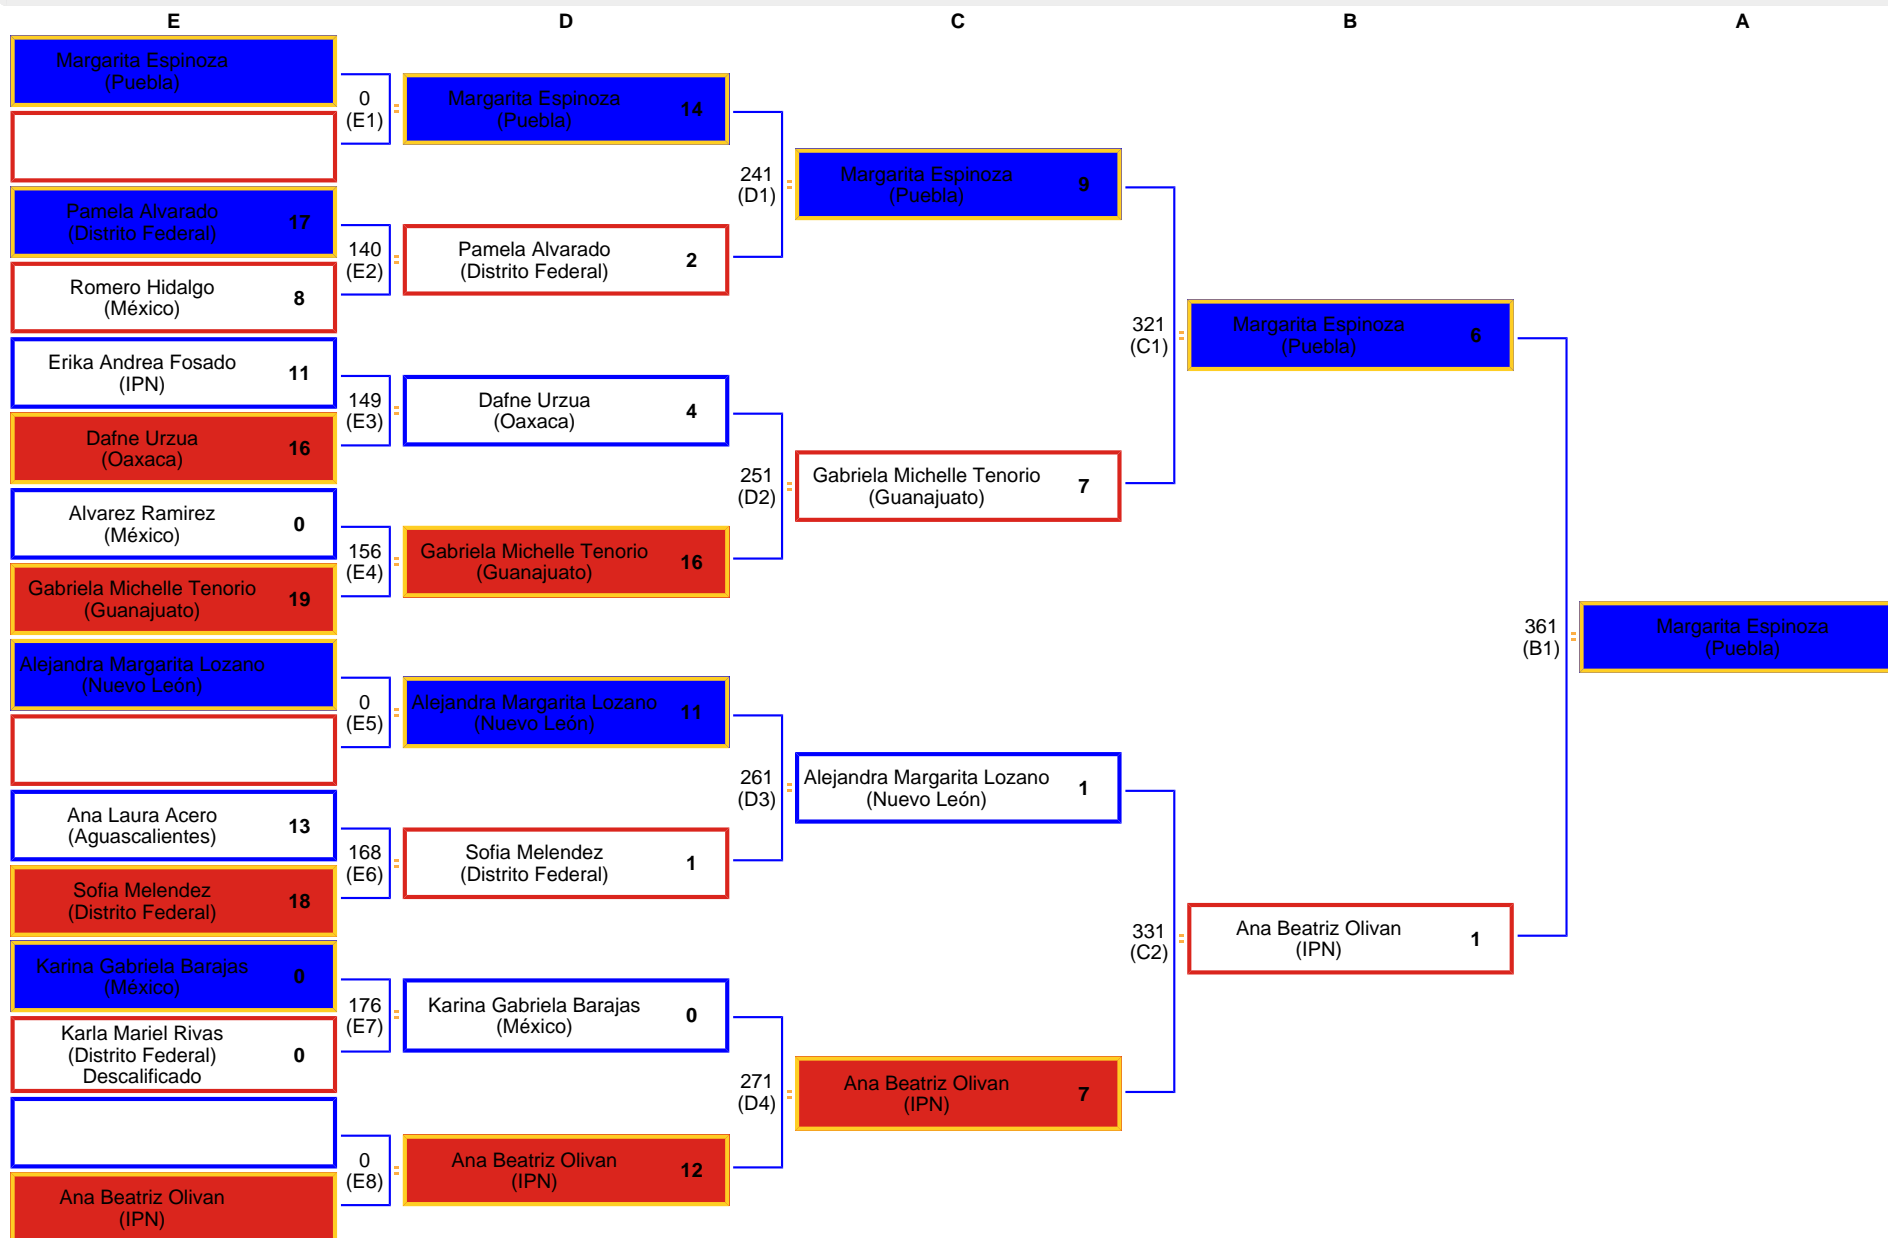 E
D
C
B
A
Margarita Espinoza
(Puebla)
Pamela Alvarado
(Distrito Federal)
17
Romero Hidalgo
(México)
8
Erika Andrea Fosado
(IPN)
11
Dafne Urzua
(Oaxaca)
16
Alvarez Ramirez
(México)
0
Gabriela Michelle Tenorio
(Guanajuato)
19
Alejandra Margarita Lozano
(Nuevo León)
Ana Laura Acero
(Aguascalientes)
13
Sofia Melendez
(Distrito Federal)
18
Karina Gabriela Barajas
(México)
0
Karla Mariel Rivas
(Distrito Federal)
Descalificado
0
Ana Beatriz Olivan
(IPN)
0
(E1)
140
(E2)
149
(E3)
156
(E4)
0
(E5)
168
(E6)
176
(E7)
0
(E8)
Margarita Espinoza
(Puebla)
14
Pamela Alvarado
(Distrito Federal)
2
Dafne Urzua
(Oaxaca)
4
Gabriela Michelle Tenorio
(Guanajuato)
16
Alejandra Margarita Lozano
(Nuevo León)
11
Sofia Melendez
(Distrito Federal)
1
Karina Gabriela Barajas
(México)
0
Ana Beatriz Olivan
(IPN)
12
241
(D1)
251
(D2)
261
(D3)
271
(D4)
Margarita Espinoza
(Puebla)
9
Gabriela Michelle Tenorio
(Guanajuato)
7
Alejandra Margarita Lozano
(Nuevo León)
1
Ana Beatriz Olivan
(IPN)
7
321
(C1)
331
(C2)
Margarita Espinoza
(Puebla)
6
Ana Beatriz Olivan
(IPN)
1
361
(B1)
Margarita Espinoza
(Puebla)